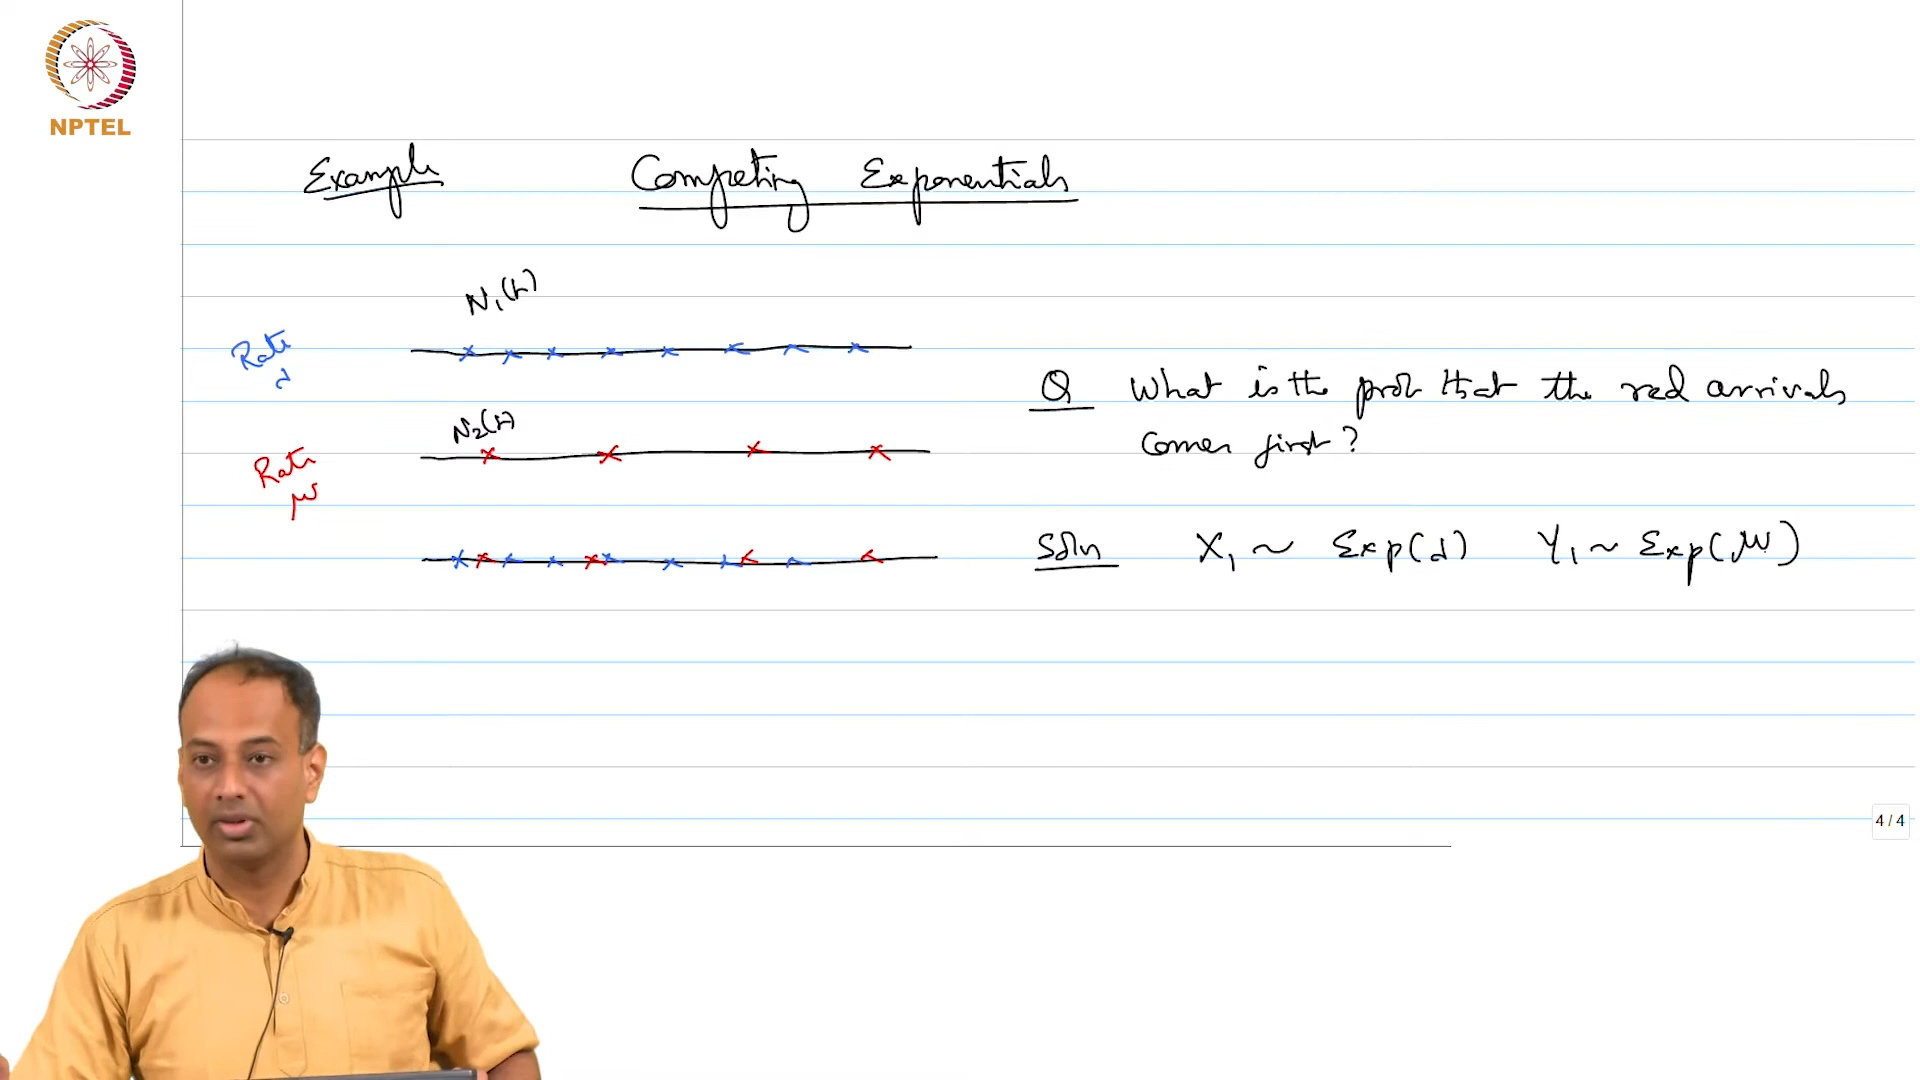 NPTEL
Example Competing Exponentials
N₁(t)
Rate
λ
N₂(t)
Rate
μ
Q What is the prob that the red arrivals
comes first?
Soln X₁ ~ Exp(λ) Y₁ ~ Exp(μ)
4 / 4